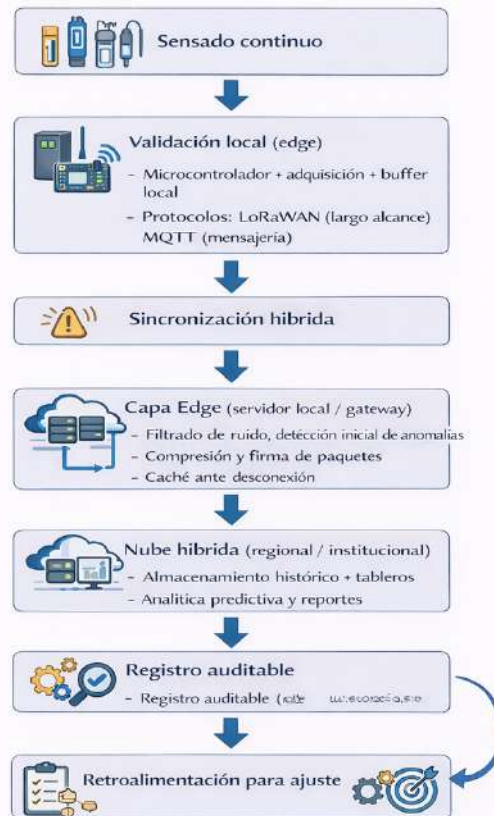 Sensado continuo
Validación local (edge)
- Microcontrolador + adquisición + buffer
local
- Protocolos: LoRaWAN (largo alcance)
MQTT (mensajería)
Sincronización hibrida
Capa Edge (servidor local / gateway)
- Filtrado de ruido, detección inicial de anomalias
- Compresión y firma de paquetes
- Caché ante desconexión
Nube hibrida (regional / institucional)
- Almacenamiento histórico + tableros
- Analitica predictiva y reportes
Registro auditable
- Registro auditable (
Retroalimentación para ajuste